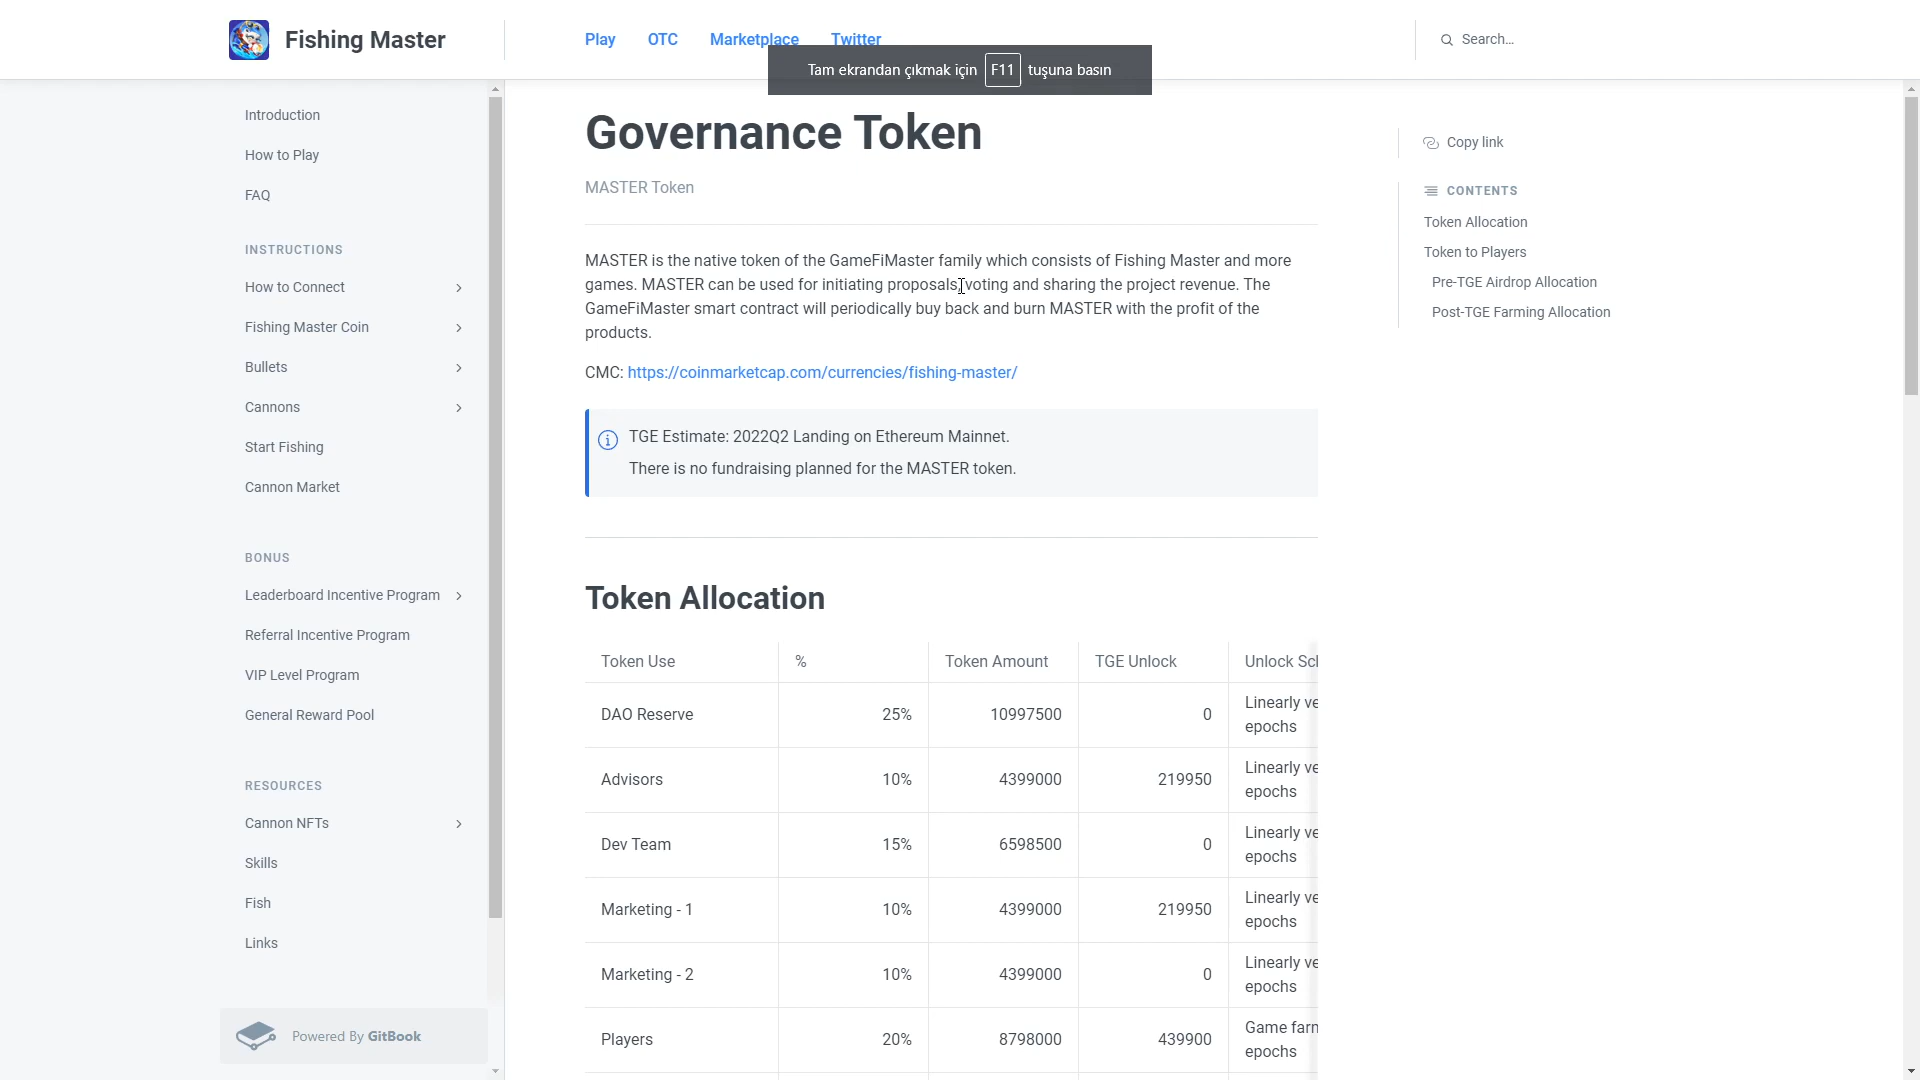 Fishing Master
Play
OTC
Marketplace
Twitter
Search...
Tam ekrandan çıkmak için F11 tuşuna basın
Introduction
How to Play
FAQ
INSTRUCTIONS
How to Connect
Fishing Master Coin
Bullets
Cannons
Start Fishing
Cannon Market
BONUS
Leaderboard Incentive Program
Referral Incentive Program
VIP Level Program
General Reward Pool
RESOURCES
Cannon NFTs
Skills
Fish
Links
Powered By GitBook
Governance Token
MASTER Token
MASTER is the native token of the GameFiMaster family which consists of Fishing Master and more
games. MASTER can be used for initiating proposals, voting and sharing the project revenue. The
GameFiMaster smart contract will periodically buy back and burn MASTER with the profit of the
products.
CMC: https://coinmarketcap.com/currencies/fishing-master/
TGE Estimate: 2022Q2 Landing on Ethereum Mainnet.
There is no fundraising planned for the MASTER token.
Token Allocation
Token Use % Token Amount TGE Unlock Unlock
DAO Reserve 25% 10997500 0 Linearly
epochs
Advisors 10% 4399000 219950 Linearly
epochs
Dev Team 15% 6598500 0 Linearly
epochs
Marketing - 1 10% 4399000 219950 Linearly
epochs
Marketing - 2 10% 4399000 0 Linearly
epochs
Players 20% 8798000 439900 Game
epochs
Copy link
CONTENTS
Token Allocation
Token to Players
Pre-TGE Airdrop Allocation
Post-TGE Farming Allocation